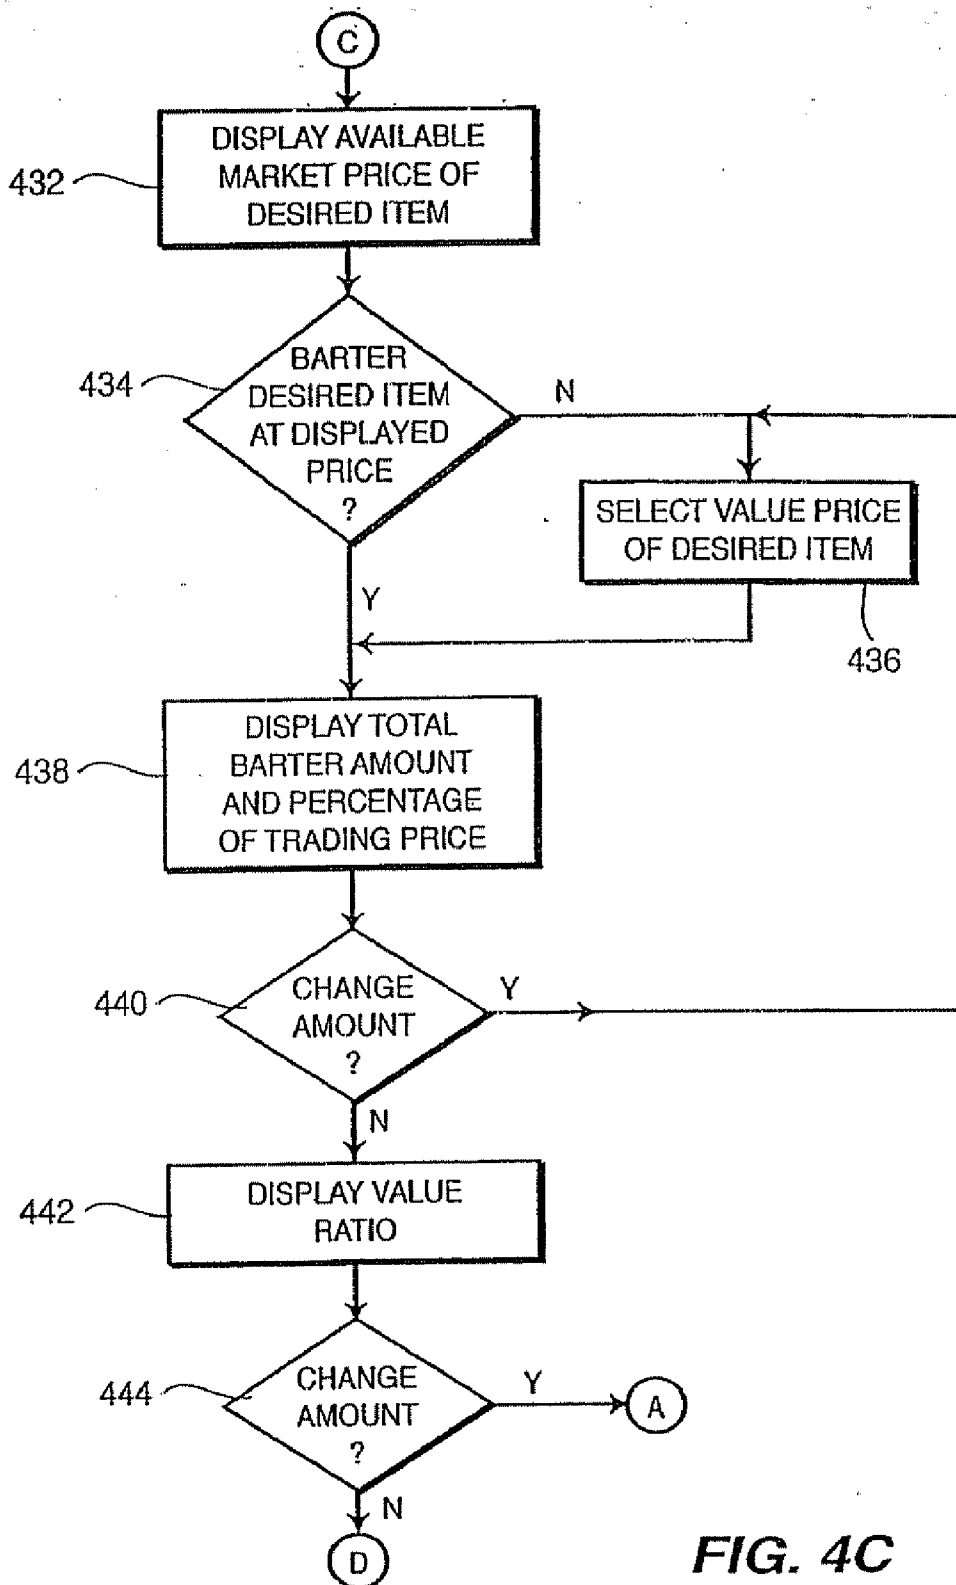 C
DISPLAY AVAILABLE
MARKET PRICE OF
DESIRED ITEM
432
BARTER
DESIRED ITEM
AT DISPLAYED
PRICE
?
434
N
SELECT VALUE PRICE
OF DESIRED ITEM
436
Y
DISPLAY TOTAL
BARTER AMOUNT
AND PERCENTAGE
OF TRADING PRICE
438
CHANGE
AMOUNT
?
440
Y
N
DISPLAY VALUE
RATIO
442
CHANGE
AMOUNT
?
444
Y
A
N
D
FIG. 4C